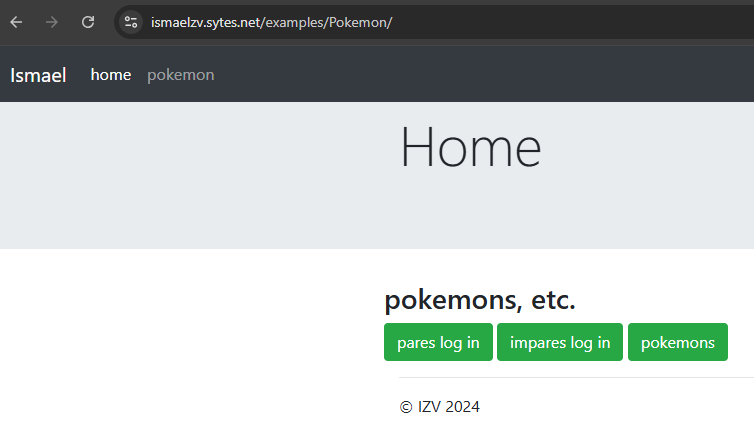 ismaelzv.sytes.net/examples/Pokemon/
Ismael home pokemon
Home
pokemons, etc.
pares log in impares log in pokemons
© IZV 2024